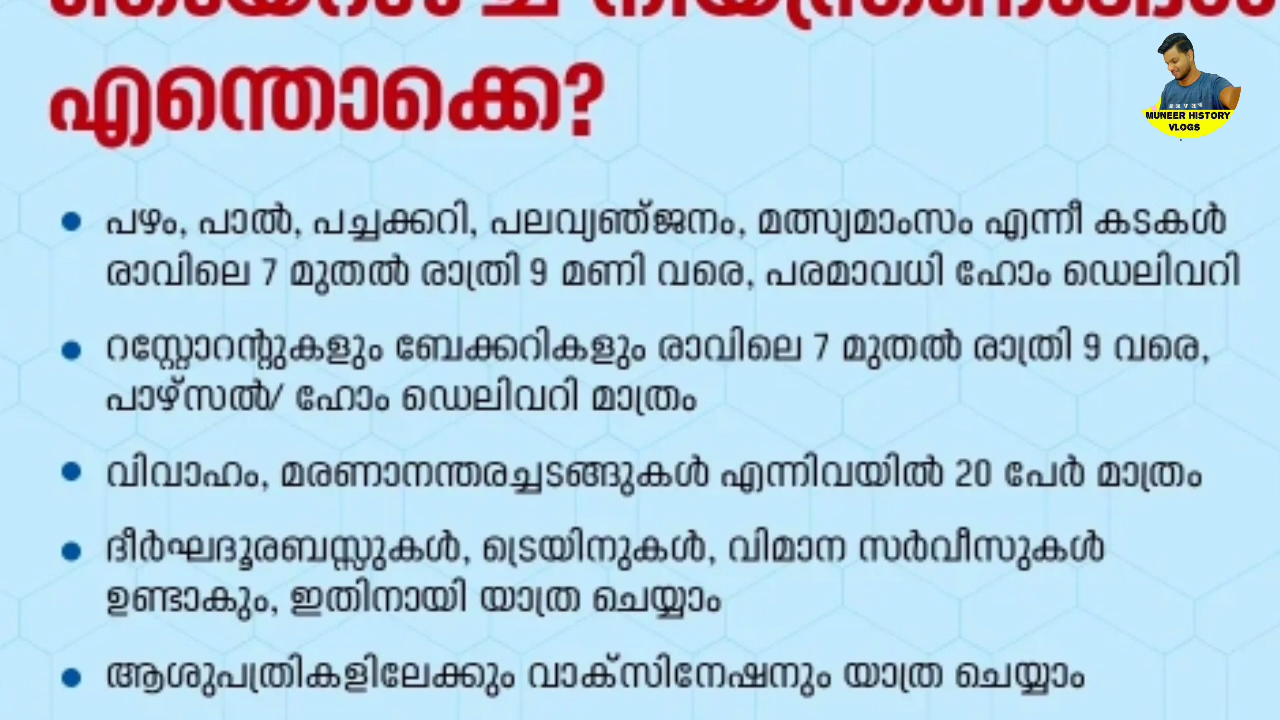 എന്തൊക്കെ?
MUNEER HISTORY
VLOGS
• പഴം, പാൽ, പച്ചക്കറി, പലവ്യഞ്ജനം, മത്സ്യമാംസം എന്നീ കടകൾ
രാവിലെ 7 മുതൽ രാത്രി 9 മണി വരെ, പരമാവധി ഹോം ഡെലിവറി
• റസ്റ്റോറന്റുകളും ബേക്കറികളും രാവിലെ 7 മുതൽ രാത്രി 9 വരെ,
പാഴ്സൽ/ ഹോം ഡെലിവറി മാത്രം
• വിവാഹം, മരണാനന്തരച്ചടങ്ങുകൾ എന്നിവയിൽ 20 പേർ മാത്രം
• ദീർഘദൂരബസ്സുകൾ, ട്രെയിനുകൾ, വിമാന സർവീസുകൾ
ഉണ്ടാകും, ഇതിനായി യാത്ര ചെയ്യാം
• ആശുപത്രികളിലേക്കും വാക്സിനേഷനും യാത്ര ചെയ്യാം